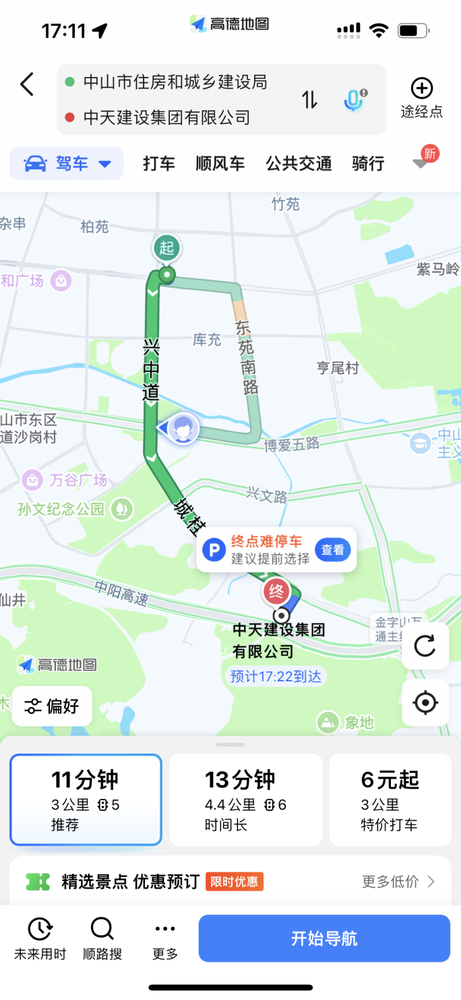 17:11
高德地图
中山市住房和城乡建设局
中天建设集团有限公司
途经点
驾车
打车
顺风车
公共交通
骑行
新
竹苑
杂串
柏苑
起
紫马岭
和广场
库充
东苑南路
兴中道
亨尾村
山市东区
道沙岗村
中山
主义
博爱五路
万谷广场
孙文纪念公园
兴文路
城桂
P
终点难停车
建议提前选择
查看
中阳高速
终
仙井
中天建设集团
有限公司
金字山互
通主线
预计17:22到达
高德地图
木
偏好
象地
11分钟
3公里 5
推荐
13分钟
4.4公里 6
时间长
6元起
3公里
特价打车
精选景点 优惠预订
限时优惠
更多低价
未来用时
顺路搜
更多
开始导航